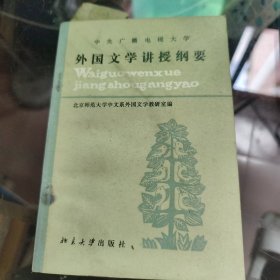 中央广播电视大学
外国文学讲授纲要
Waiguowenxue
jiangshougangyao
北京师范大学中文系外国文学教研室编
北京大学出版社